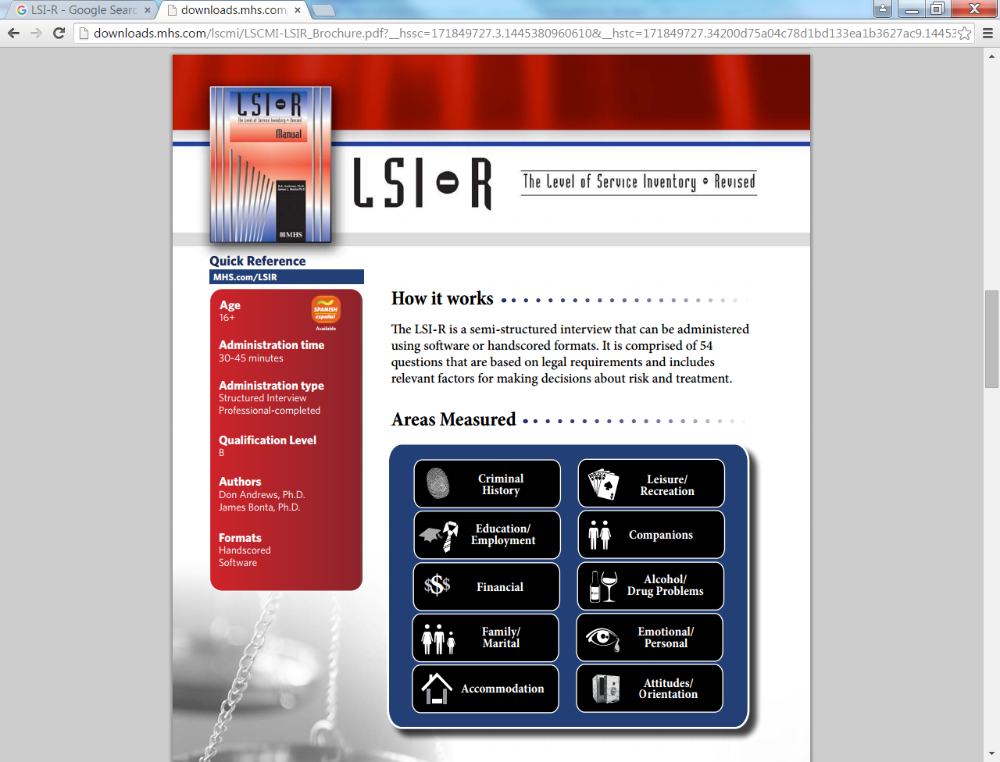 LSI-R - Google Searc
downloads.mhs.com
downloads.mhs.com/lscmi/LSCMI-LSIR_Brochure.pdf?__hssc=171849727.3.1445380960610&__hstc=171849727.34200d75a04c78d1bd133ea1b3627ac9.14453
LSI-R
The Level of Service Inventory • Revised
Manual
D.A. Andrews, Ph.D.
James L. Bonta Ph.D
MHS
LSI-R
The Level of Service Inventory • Revised
Quick Reference
MHS.com/LSIR
Age
16+
SPANISH
español
Available
Administration time
30-45 minutes
Administration type
Structured Interview
Professional-completed
Qualification Level
B
Authors
Don Andrews, Ph.D.
James Bonta, Ph.D.
Formats
Handscored
Software
How it works
The LSI-R is a semi-structured interview that can be administered
using software or handscored formats. It is comprised of 54
questions that are based on legal requirements and includes
relevant factors for making decisions about risk and treatment.
Areas Measured
Criminal
History
Leisure/
Recreation
Education/
Employment
Companions
$$$
Financial
Beer
Alcohol/
Drug Problems
Family/
Marital
Emotional/
Personal
Accommodation
Attitudes/
Orientation